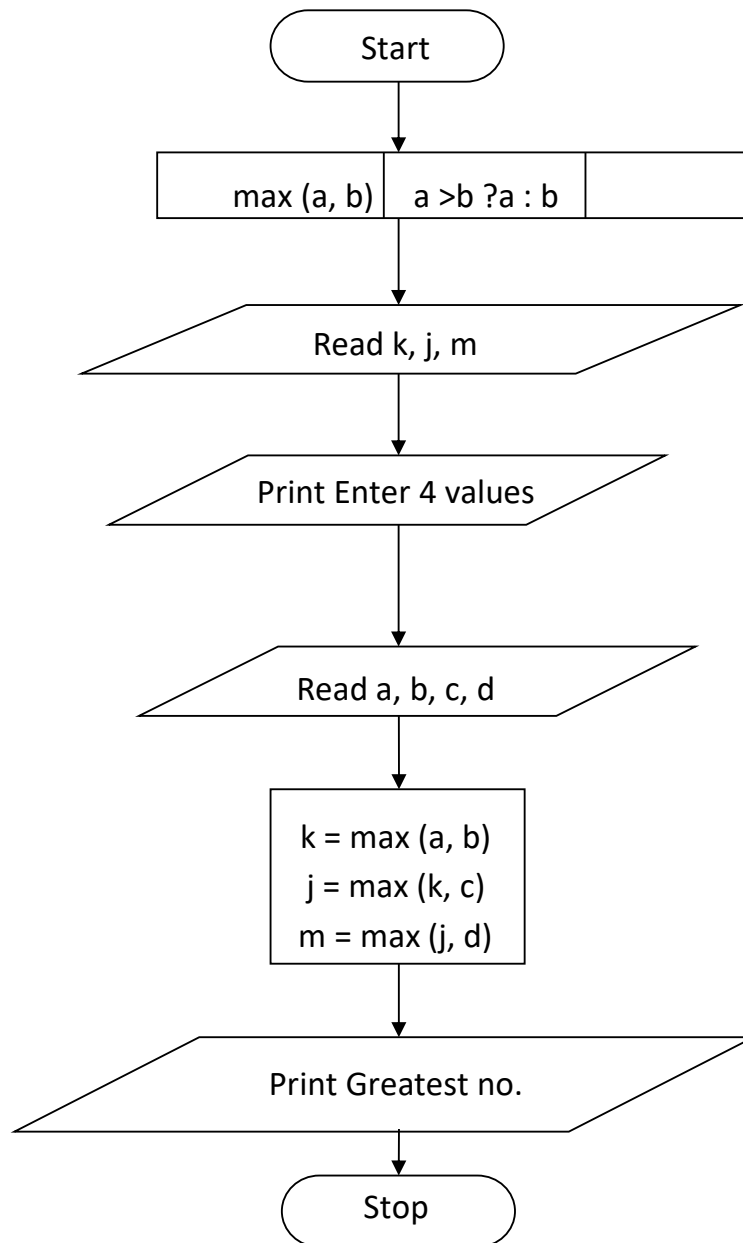 Start
max (a, b) a >b ?a : b
Read k, j, m
Print Enter 4 values
Read a, b, c, d
k = max (a, b)
j = max (k, c)
m = max (j, d)
Print Greatest no.
Stop